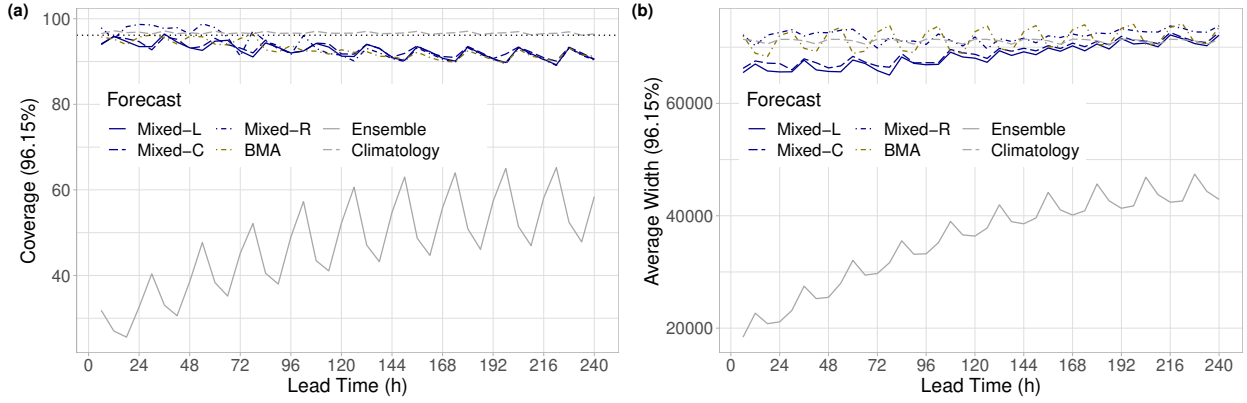 (a)
100
80
60
40
Coverage (96.15%)
Forecast
Mixed−L
Mixed−R
Ensemble
Mixed−C
BMA
Climatology
0 24 48 72 96 120 144 168 192 216 240
Lead Time (h)
(b)
60000
40000
20000
Average Width (96.15%)
Forecast
Mixed−L
Mixed−R
Ensemble
Mixed−C
BMA
Climatology
0 24 48 72 96 120 144 168 192 216 240
Lead Time (h)